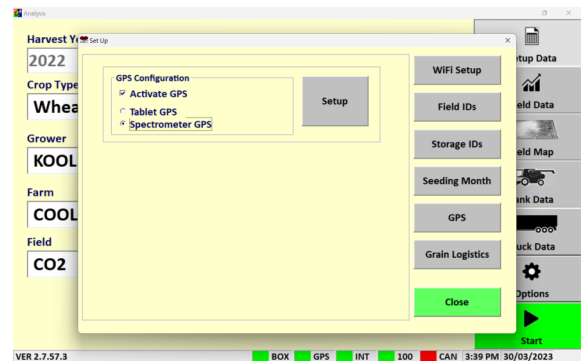 Analysis
Harvest Y
2022
Crop Type
Whea
Grower
KOOL
Farm
COOL
Field
CO2
Set Up
GPS Configuration
Activate GPS
Tablet GPS
Spectrometer GPS
Setup
WiFi Setup
Field IDs
Storage IDs
Seeding Month
GPS
Grain Logistics
Close
tup Data
eld Data
eld Map
nk Data
uck Data
Options
Start
VER 2.7.57.3
BOX GPS INT 100 CAN 3:39 PM 30/03/2023